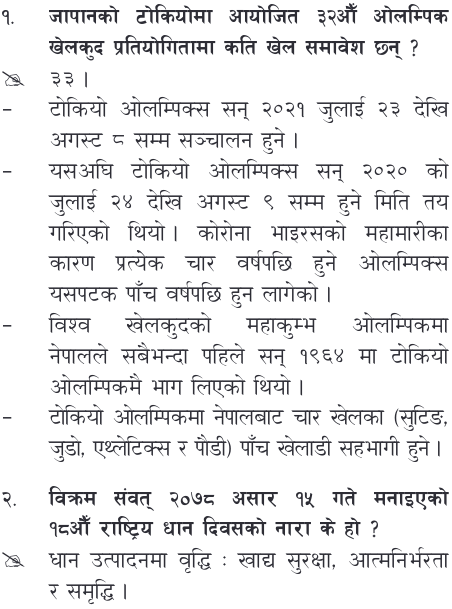 १. जापानको टोकियोमा आयोजित ३२औँ ओलम्पिक
खेलकुद प्रतियोगितामा कति खेल समावेश छन् ?
३३ ।
– टोकियो ओलम्पिक्स सन् २०२१ जुलाई २३ देखि
अगस्ट ८ सम्म सञ्चालन हुने ।
– यसअघि टोकियो ओलम्पिक्स सन् २०२० को
जुलाई २४ देखि अगस्ट ९ सम्म हुने मिति तय
गरिएको थियो । कोरोना भाइरसको महामारीका
कारण प्रत्येक चार वर्षपछि हुने ओलम्पिक्स
यसपटक पाँच वर्षपछि हुन लागेको ।
– विश्व खेलकुदको महाकुम्भ ओलम्पिकमा
नेपालले सबैभन्दा पहिले सन् १९६४ मा टोकियो
ओलम्पिकमै भाग लिएको थियो ।
– टोकियो ओलम्पिकमा नेपालबाट चार खेलका (सुटिङ,
जुडो, एथ्लेटिक्स र पौडी) पाँच खेलाडी सहभागी हुने ।
२. विक्रम संवत् २०७८ असार १५ गते मनाइएको
१८औँ राष्ट्रिय धान दिवसको नारा के हो ?
धान उत्पादनमा वृद्धि : खाद्य सुरक्षा, आत्मनिर्भरता
र समृद्धि ।